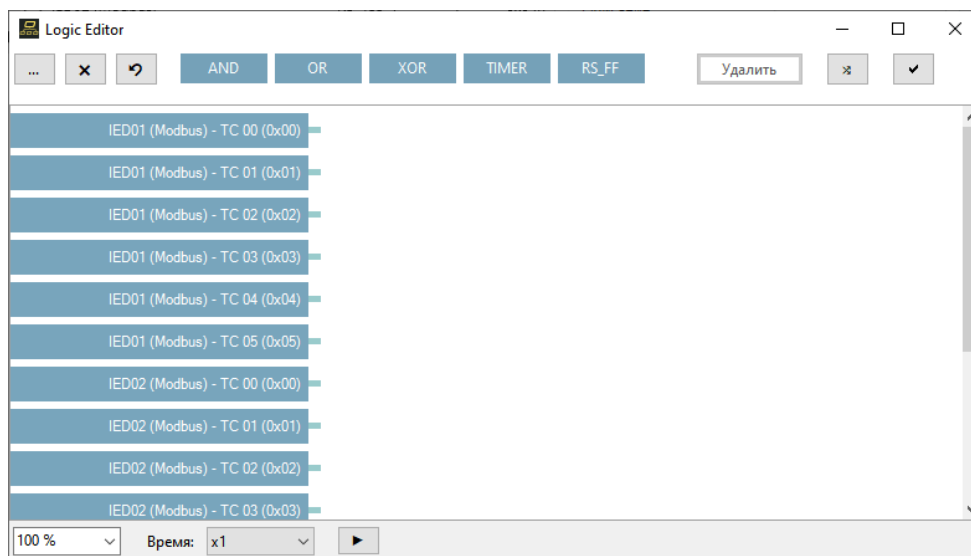 Logic Editor
... AND OR XOR TIMER RS_FF Удалить
IED01 (Modbus) - TC 00 (0x00)
IED01 (Modbus) - TC 01 (0x01)
IED01 (Modbus) - TC 02 (0x02)
IED01 (Modbus) - TC 03 (0x03)
IED01 (Modbus) - TC 04 (0x04)
IED01 (Modbus) - TC 05 (0x05)
IED02 (Modbus) - TC 00 (0x00)
IED02 (Modbus) - TC 01 (0x01)
IED02 (Modbus) - TC 02 (0x02)
IED02 (Modbus) - TC 03 (0x03)
100 % Время: x1